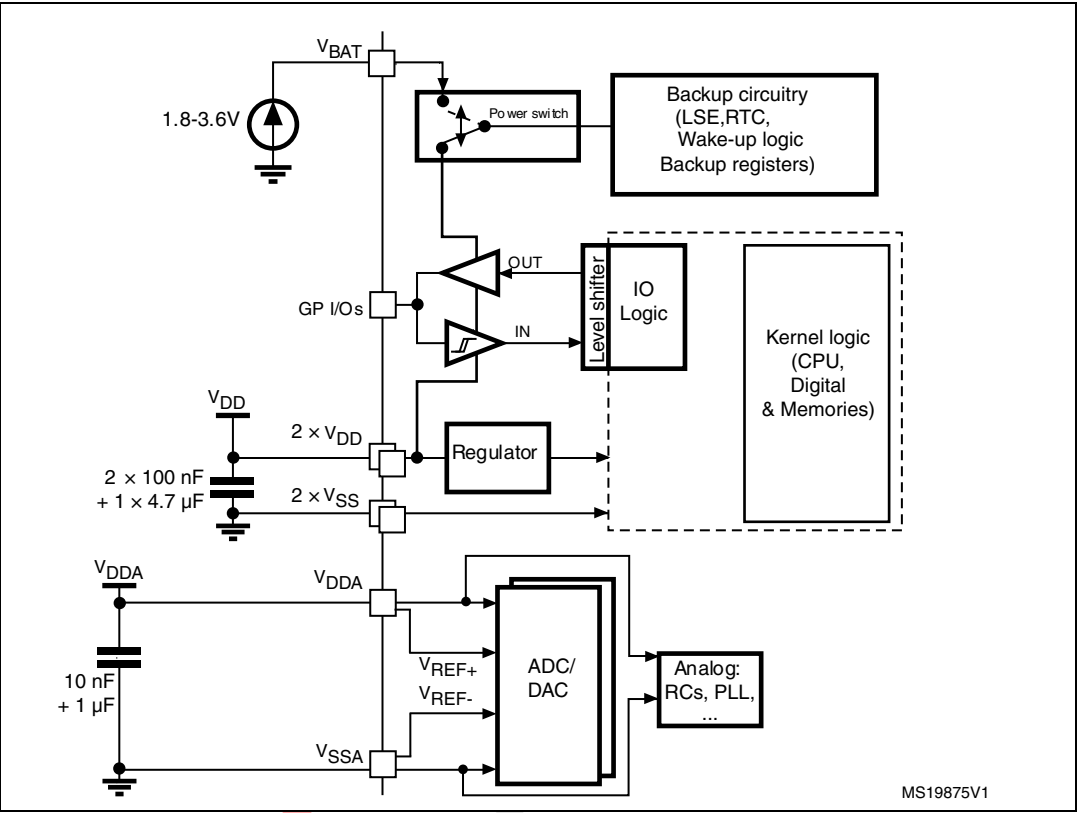 VBAT
1.8-3.6V
Power switch
Backup circuitry
(LSE,RTC,
Wake-up logic
Backup registers)
OUT
GP I/Os
IN
Level shifter
IO
Logic
Kernel logic
(CPU,
Digital
& Memories)
VDD
2 × VDD
Regulator
2 × 100 nF
+ 1 × 4.7 µF
2 × VSS
VDDA
VDDA
VREF+
VREF-
ADC/
DAC
Analog:
RCs, PLL,
...
10 nF
+ 1 µF
VSSA
MS19875V1